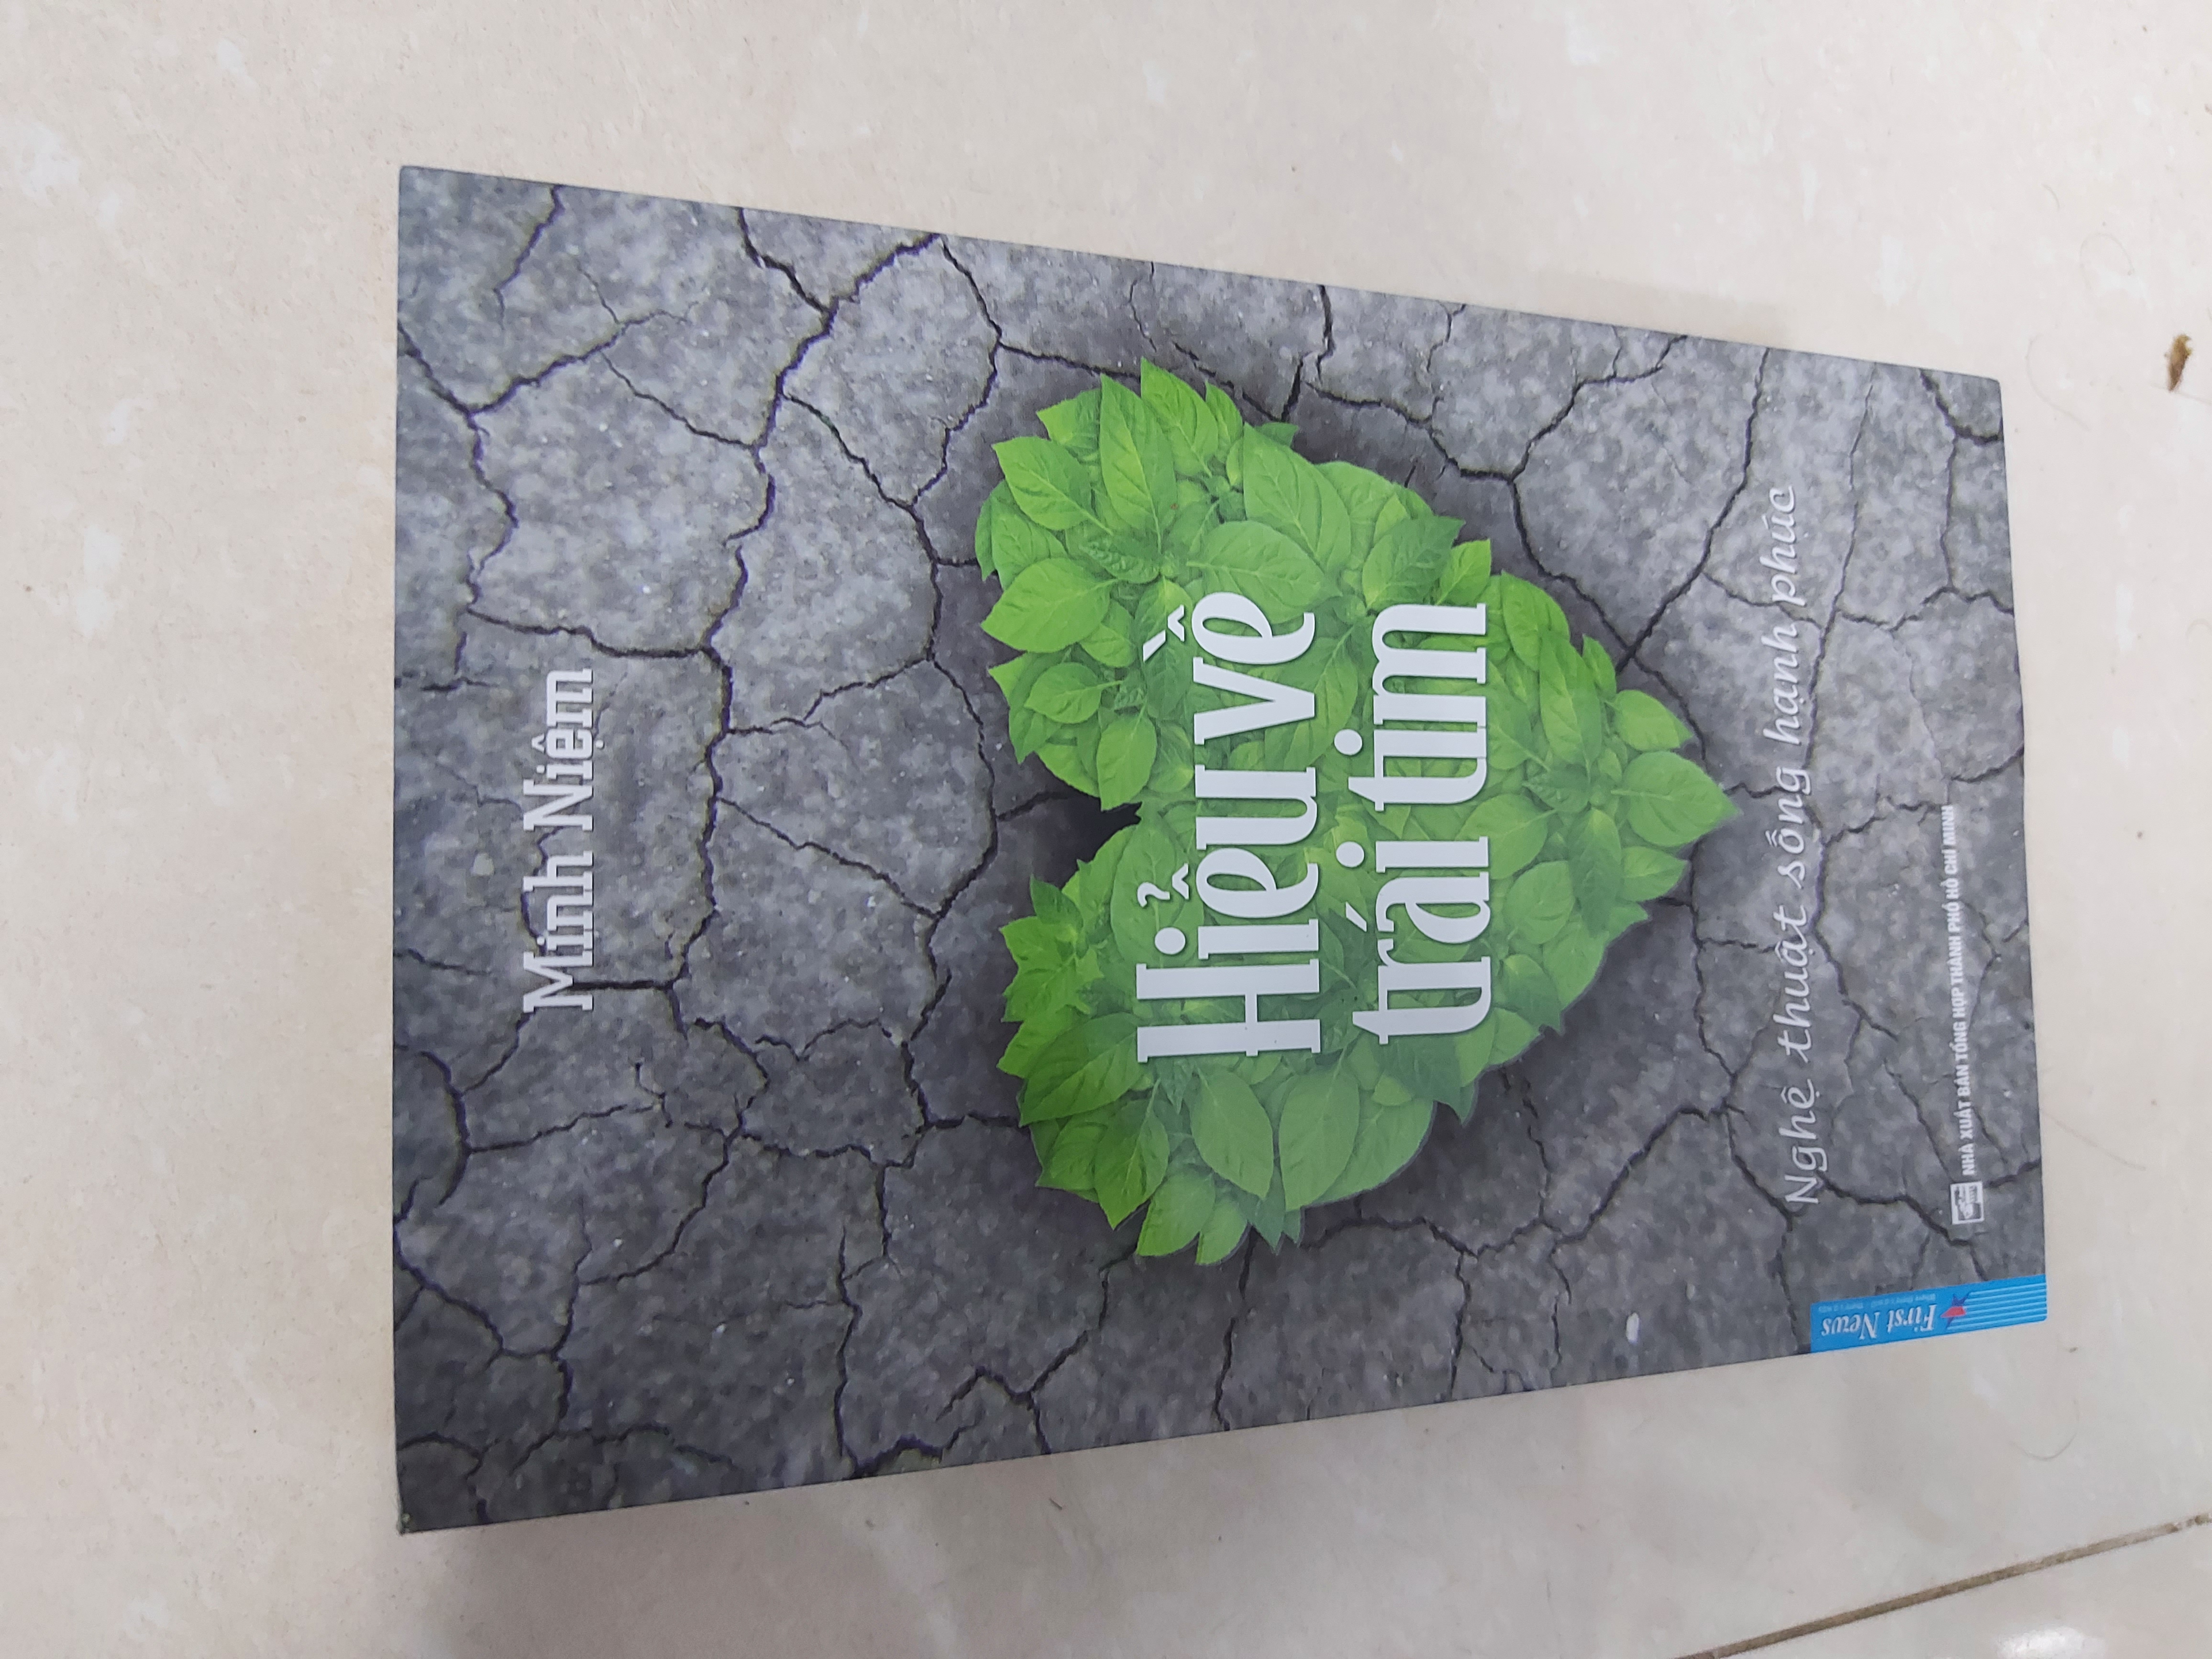 Minh Niệm
Hiểu về
trái tim
Nghệ thuật sống hạnh phúc
First News
NHÀ XUẤT BẢN TỔNG HỢP THÀNH PHỐ HỒ CHÍ MINH